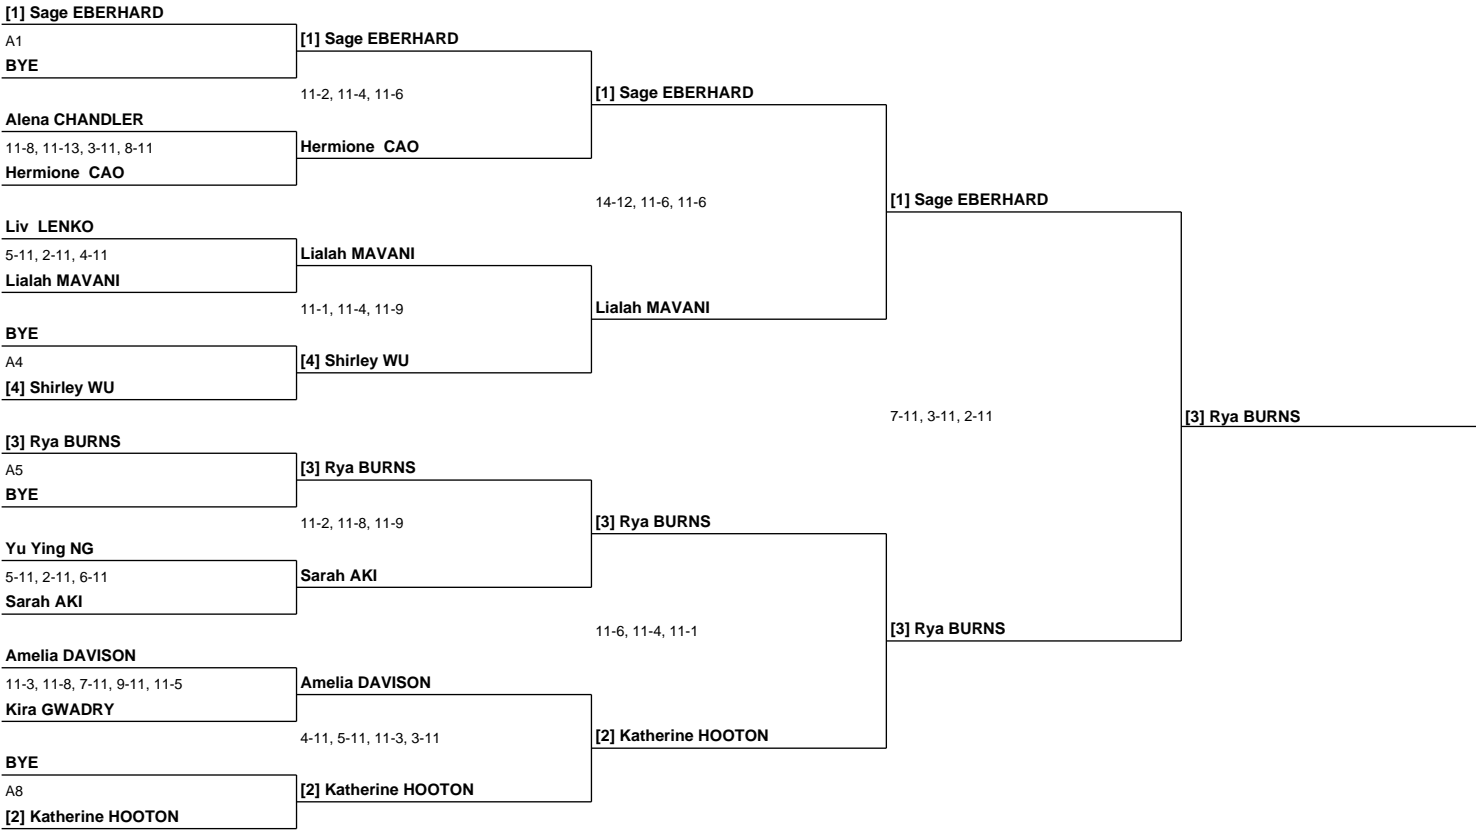 [1] Sage EBERHARD
A1
BYE
Alena CHANDLER
11-8, 11-13, 3-11, 8-11
Hermione  CAO
Liv  LENKO
5-11, 2-11, 4-11
Lialah MAVANI
BYE
A4
[4] Shirley WU
[3] Rya BURNS
A5
BYE
Yu Ying NG
5-11, 2-11, 6-11
Sarah AKI
Amelia DAVISON
11-3, 11-8, 7-11, 9-11, 11-5
Kira GWADRY
BYE
A8
[2] Katherine HOOTON
[1] Sage EBERHARD
11-2, 11-4, 11-6
Hermione  CAO
Lialah MAVANI
11-1, 11-4, 11-9
[4] Shirley WU
[3] Rya BURNS
11-2, 11-8, 11-9
Sarah AKI
Amelia DAVISON
4-11, 5-11, 11-3, 3-11
[2] Katherine HOOTON
[1] Sage EBERHARD
14-12, 11-6, 11-6
Lialah MAVANI
[3] Rya BURNS
11-6, 11-4, 11-1
[2] Katherine HOOTON
[1] Sage EBERHARD
7-11, 3-11, 2-11
[3] Rya BURNS
[3] Rya BURNS